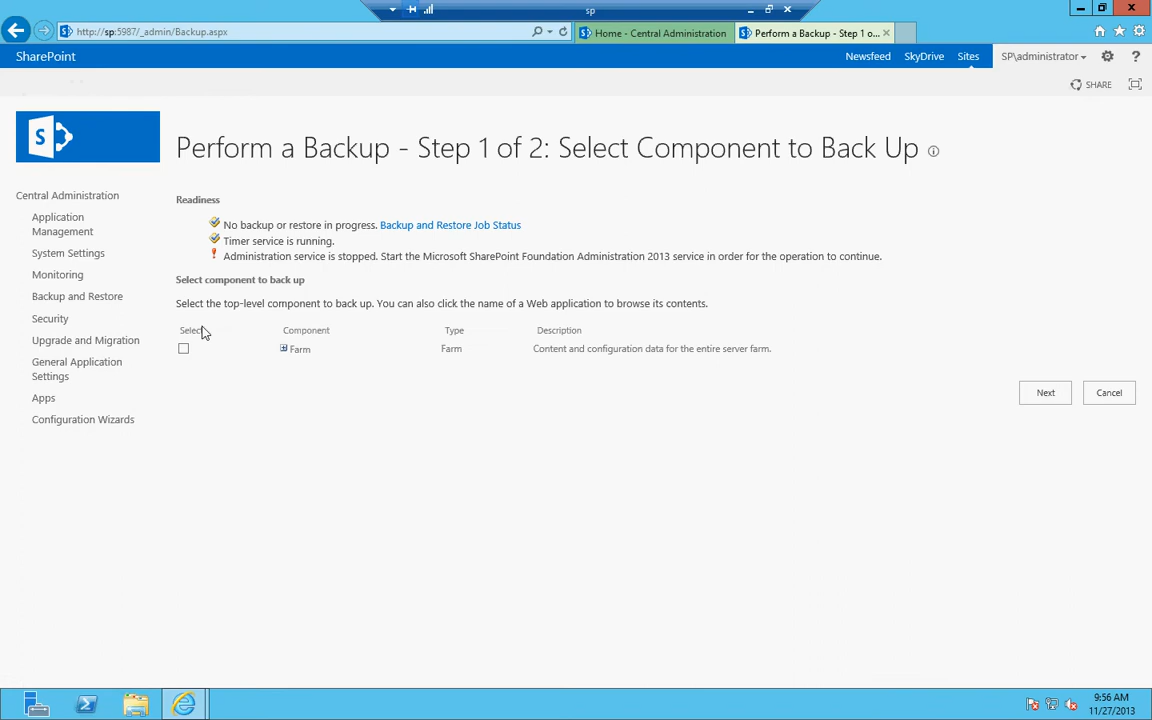 sp
http://sp:5987/_admin/Backup.aspx
Home - Central Administration
Perform a Backup - Step 1 o...
SharePoint
Newsfeed
SkyDrive
Sites
SP\administrator
?
SHARE
S
Perform a Backup - Step 1 of 2: Select Component to Back Up
Central Administration
Application
Management
System Settings
Monitoring
Backup and Restore
Security
Upgrade and Migration
General Application
Settings
Apps
Configuration Wizards
Readiness
No backup or restore in progress. Backup and Restore Job Status
Timer service is running.
Administration service is stopped. Start the Microsoft SharePoint Foundation Administration 2013 service in order for the operation to continue.
Select component to back up
Select the top-level component to back up. You can also click the name of a Web application to browse its contents.
Select Component Type Description
Farm Farm Content and configuration data for the entire server farm.
Next Cancel
9:56 AM
11/27/2013